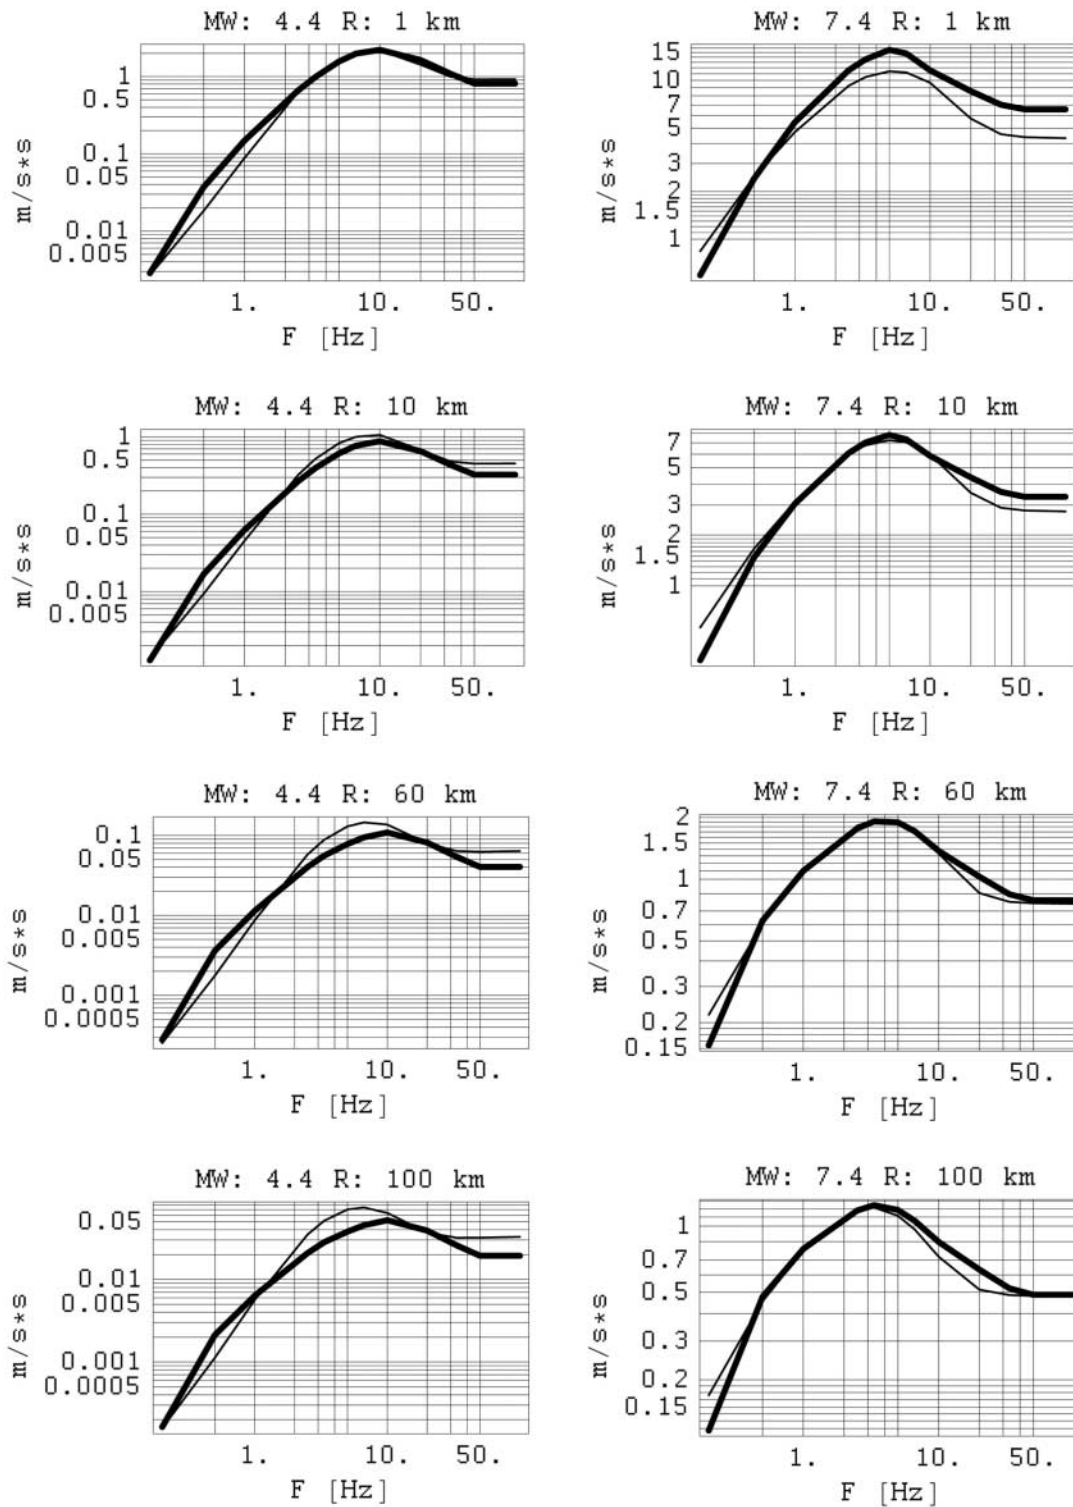 MW: 4.4 R: 1 km
1
0.5
0.1
0.05
0.01
0.005
m/s*s
1. 10. 50.
F [Hz]
MW: 7.4 R: 1 km
15
10
7
5
3
2
1.5
1
m/s*s
1. 10. 50.
F [Hz]
MW: 4.4 R: 10 km
1
0.5
0.1
0.05
0.01
0.005
m/s*s
1. 10. 50.
F [Hz]
MW: 7.4 R: 10 km
7
5
3
2
1.5
1
m/s*s
1. 10. 50.
F [Hz]
MW: 4.4 R: 60 km
0.1
0.05
0.01
0.005
0.001
0.0005
m/s*s
1. 10. 50.
F [Hz]
MW: 7.4 R: 60 km
2
1.5
1
0.7
0.5
0.3
0.2
0.15
m/s*s
1. 10. 50.
F [Hz]
MW: 4.4 R: 100 km
0.05
0.01
0.005
0.001
0.0005
m/s*s
1. 10. 50.
F [Hz]
MW: 7.4 R: 100 km
1
0.7
0.5
0.3
0.2
0.15
m/s*s
1. 10. 50.
F [Hz]